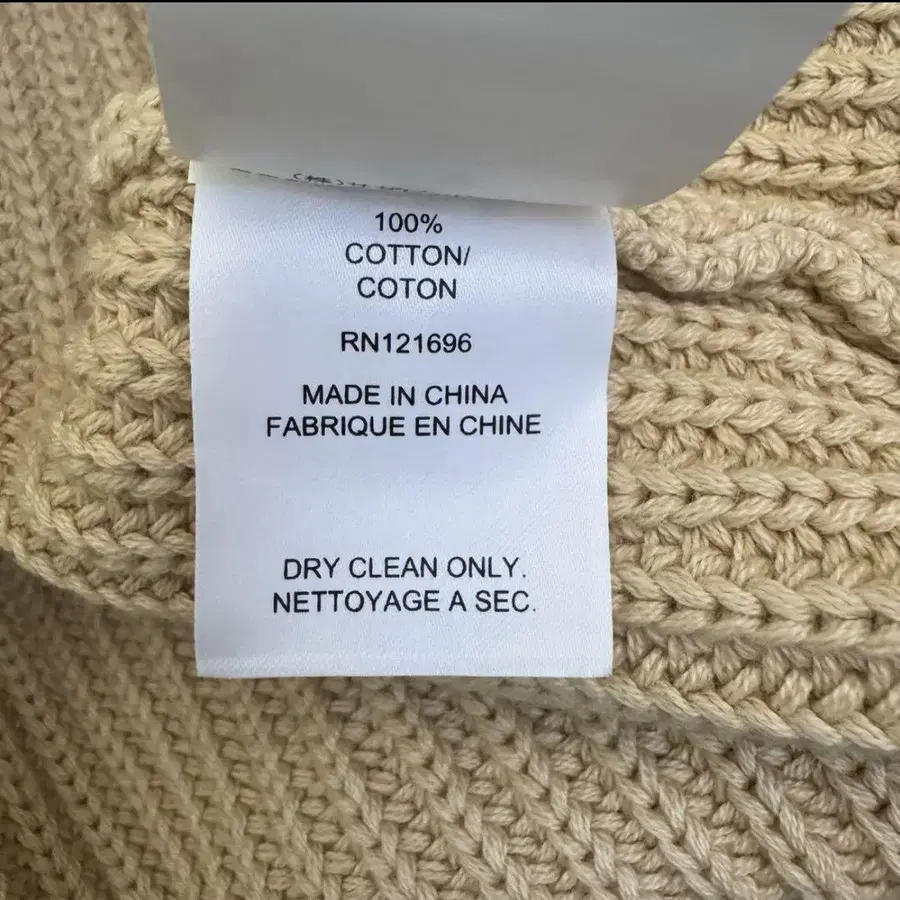 100%
COTTON/
COTON
RN121696
MADE IN CHINA
FABRIQUE EN CHINE
DRY CLEAN ONLY.
NETTOYAGE A SEC.